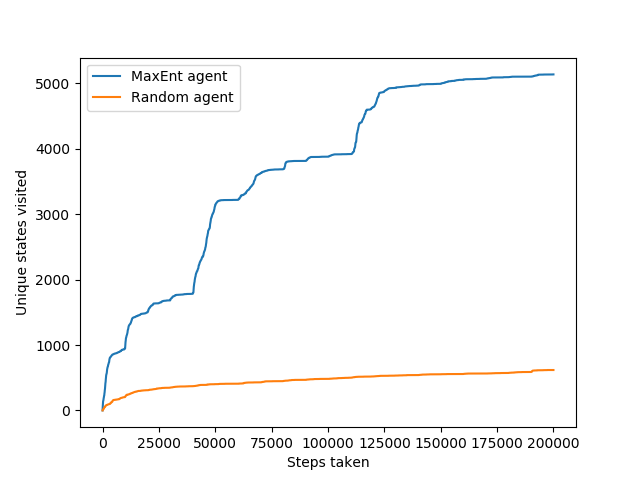 MaxEnt agent
Random agent
5000
4000
3000
2000
1000
0
Unique states visited
0 25000 50000 75000 100000 125000 150000 175000 200000
Steps taken